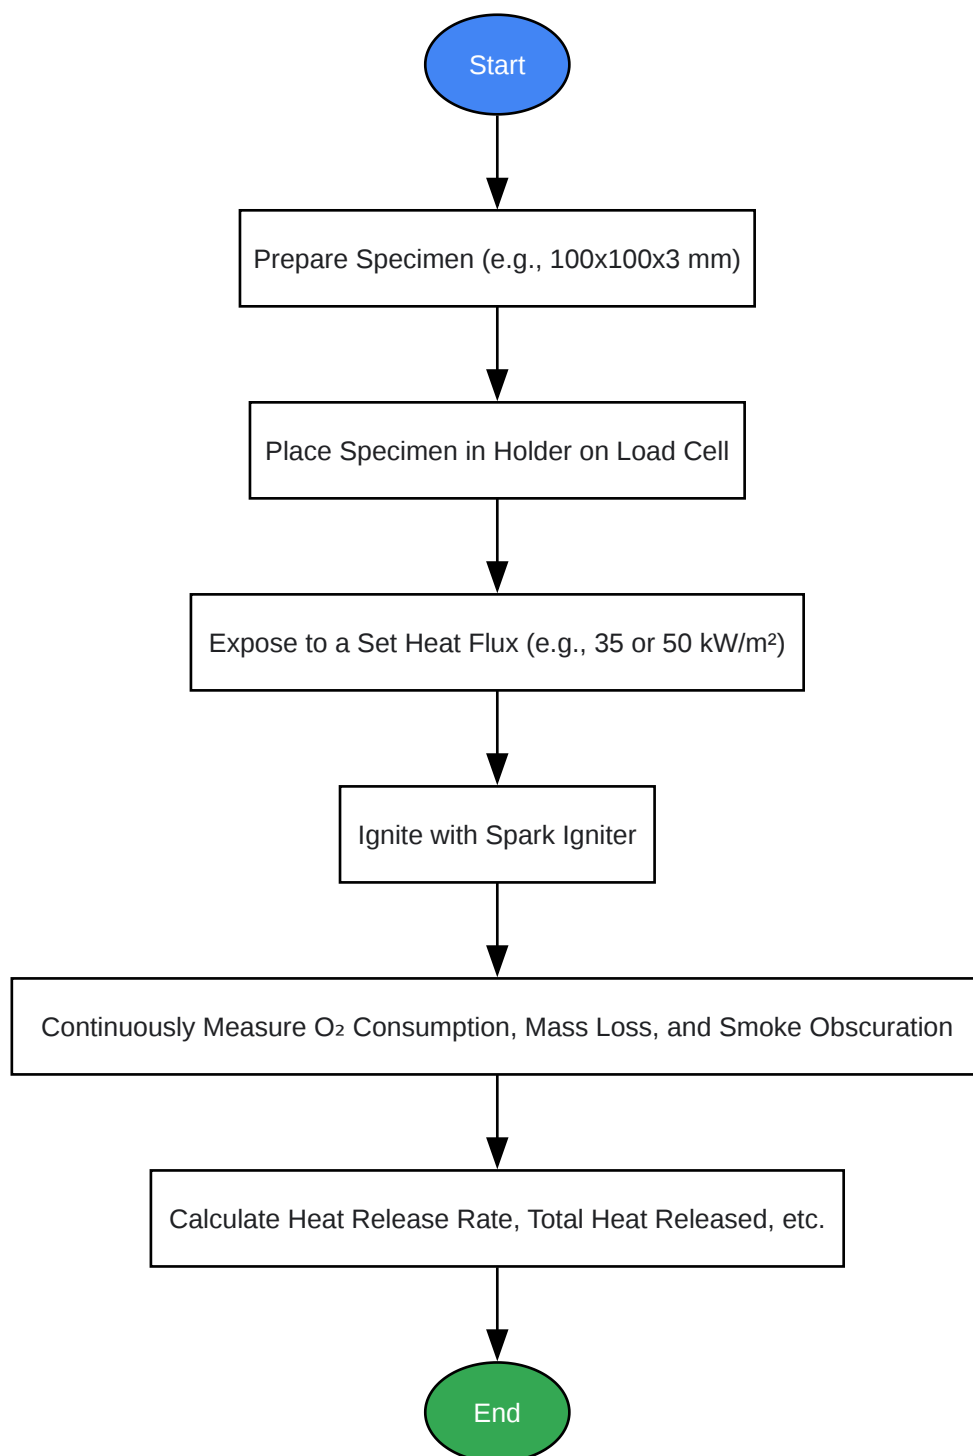 Start
Prepare Specimen (e.g., 100x100x3 mm)
Place Specimen in Holder on Load Cell
Expose to a Set Heat Flux (e.g., 35 or 50 kW/m²)
Ignite with Spark Igniter
Continuously Measure O₂ Consumption, Mass Loss, and Smoke Obscuration
Calculate Heat Release Rate, Total Heat Released, etc.
End